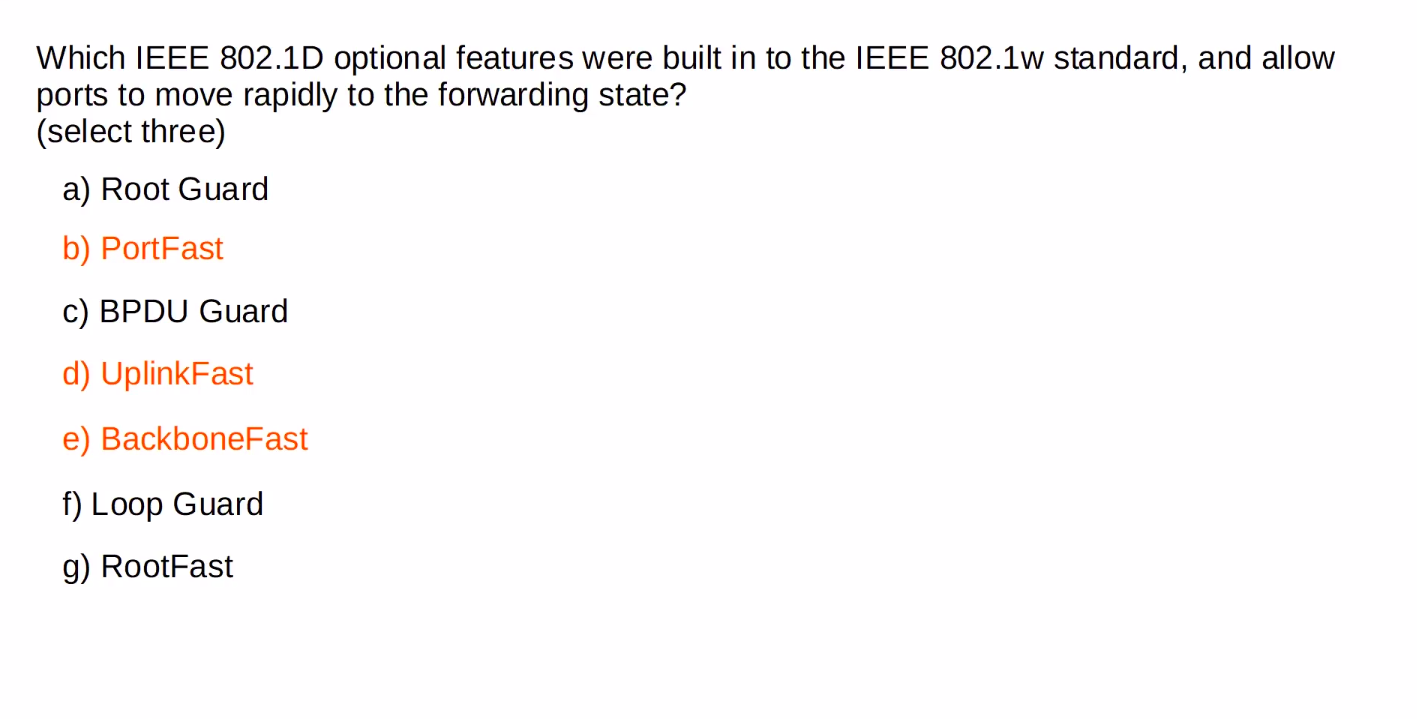 Which IEEE 802.1D optional features were built in to the IEEE 802.1w standard, and allow
ports to move rapidly to the forwarding state?
(select three)
a) Root Guard
b) PortFast
c) BPDU Guard
d) UplinkFast
e) BackboneFast
f) Loop Guard
g) RootFast